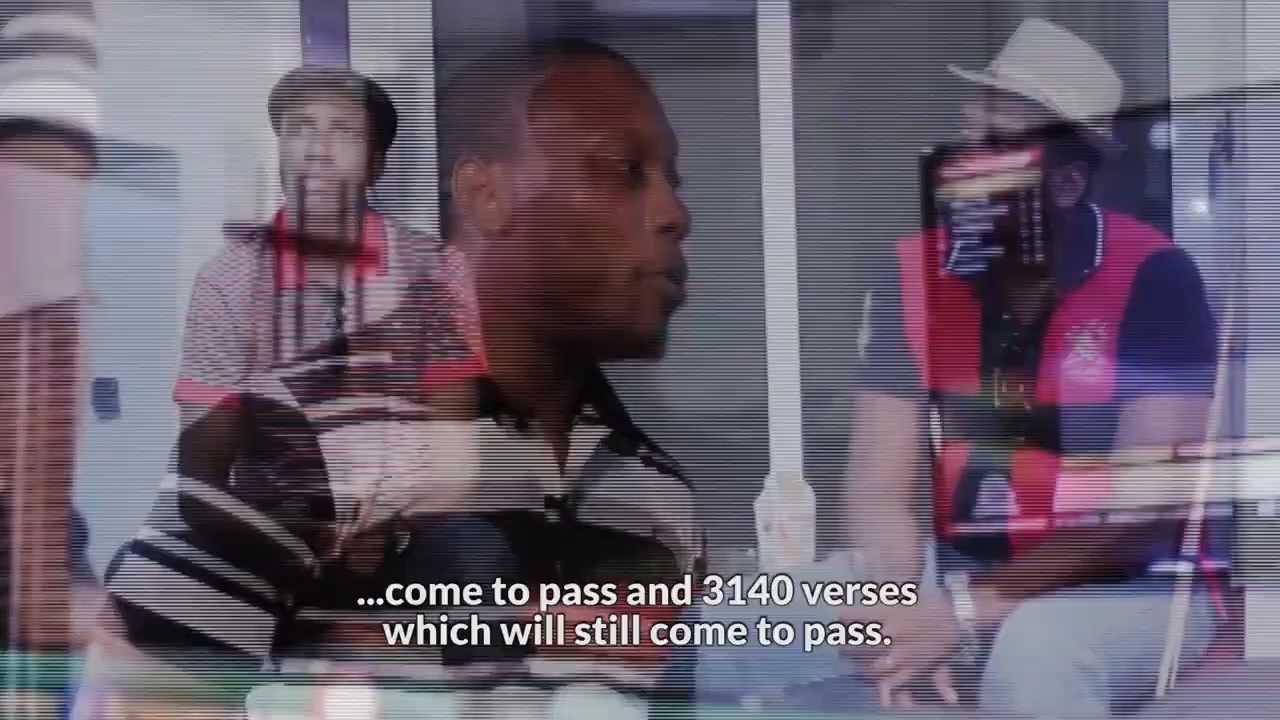 ...come to pass and 3140 verses
which will still come to pass.